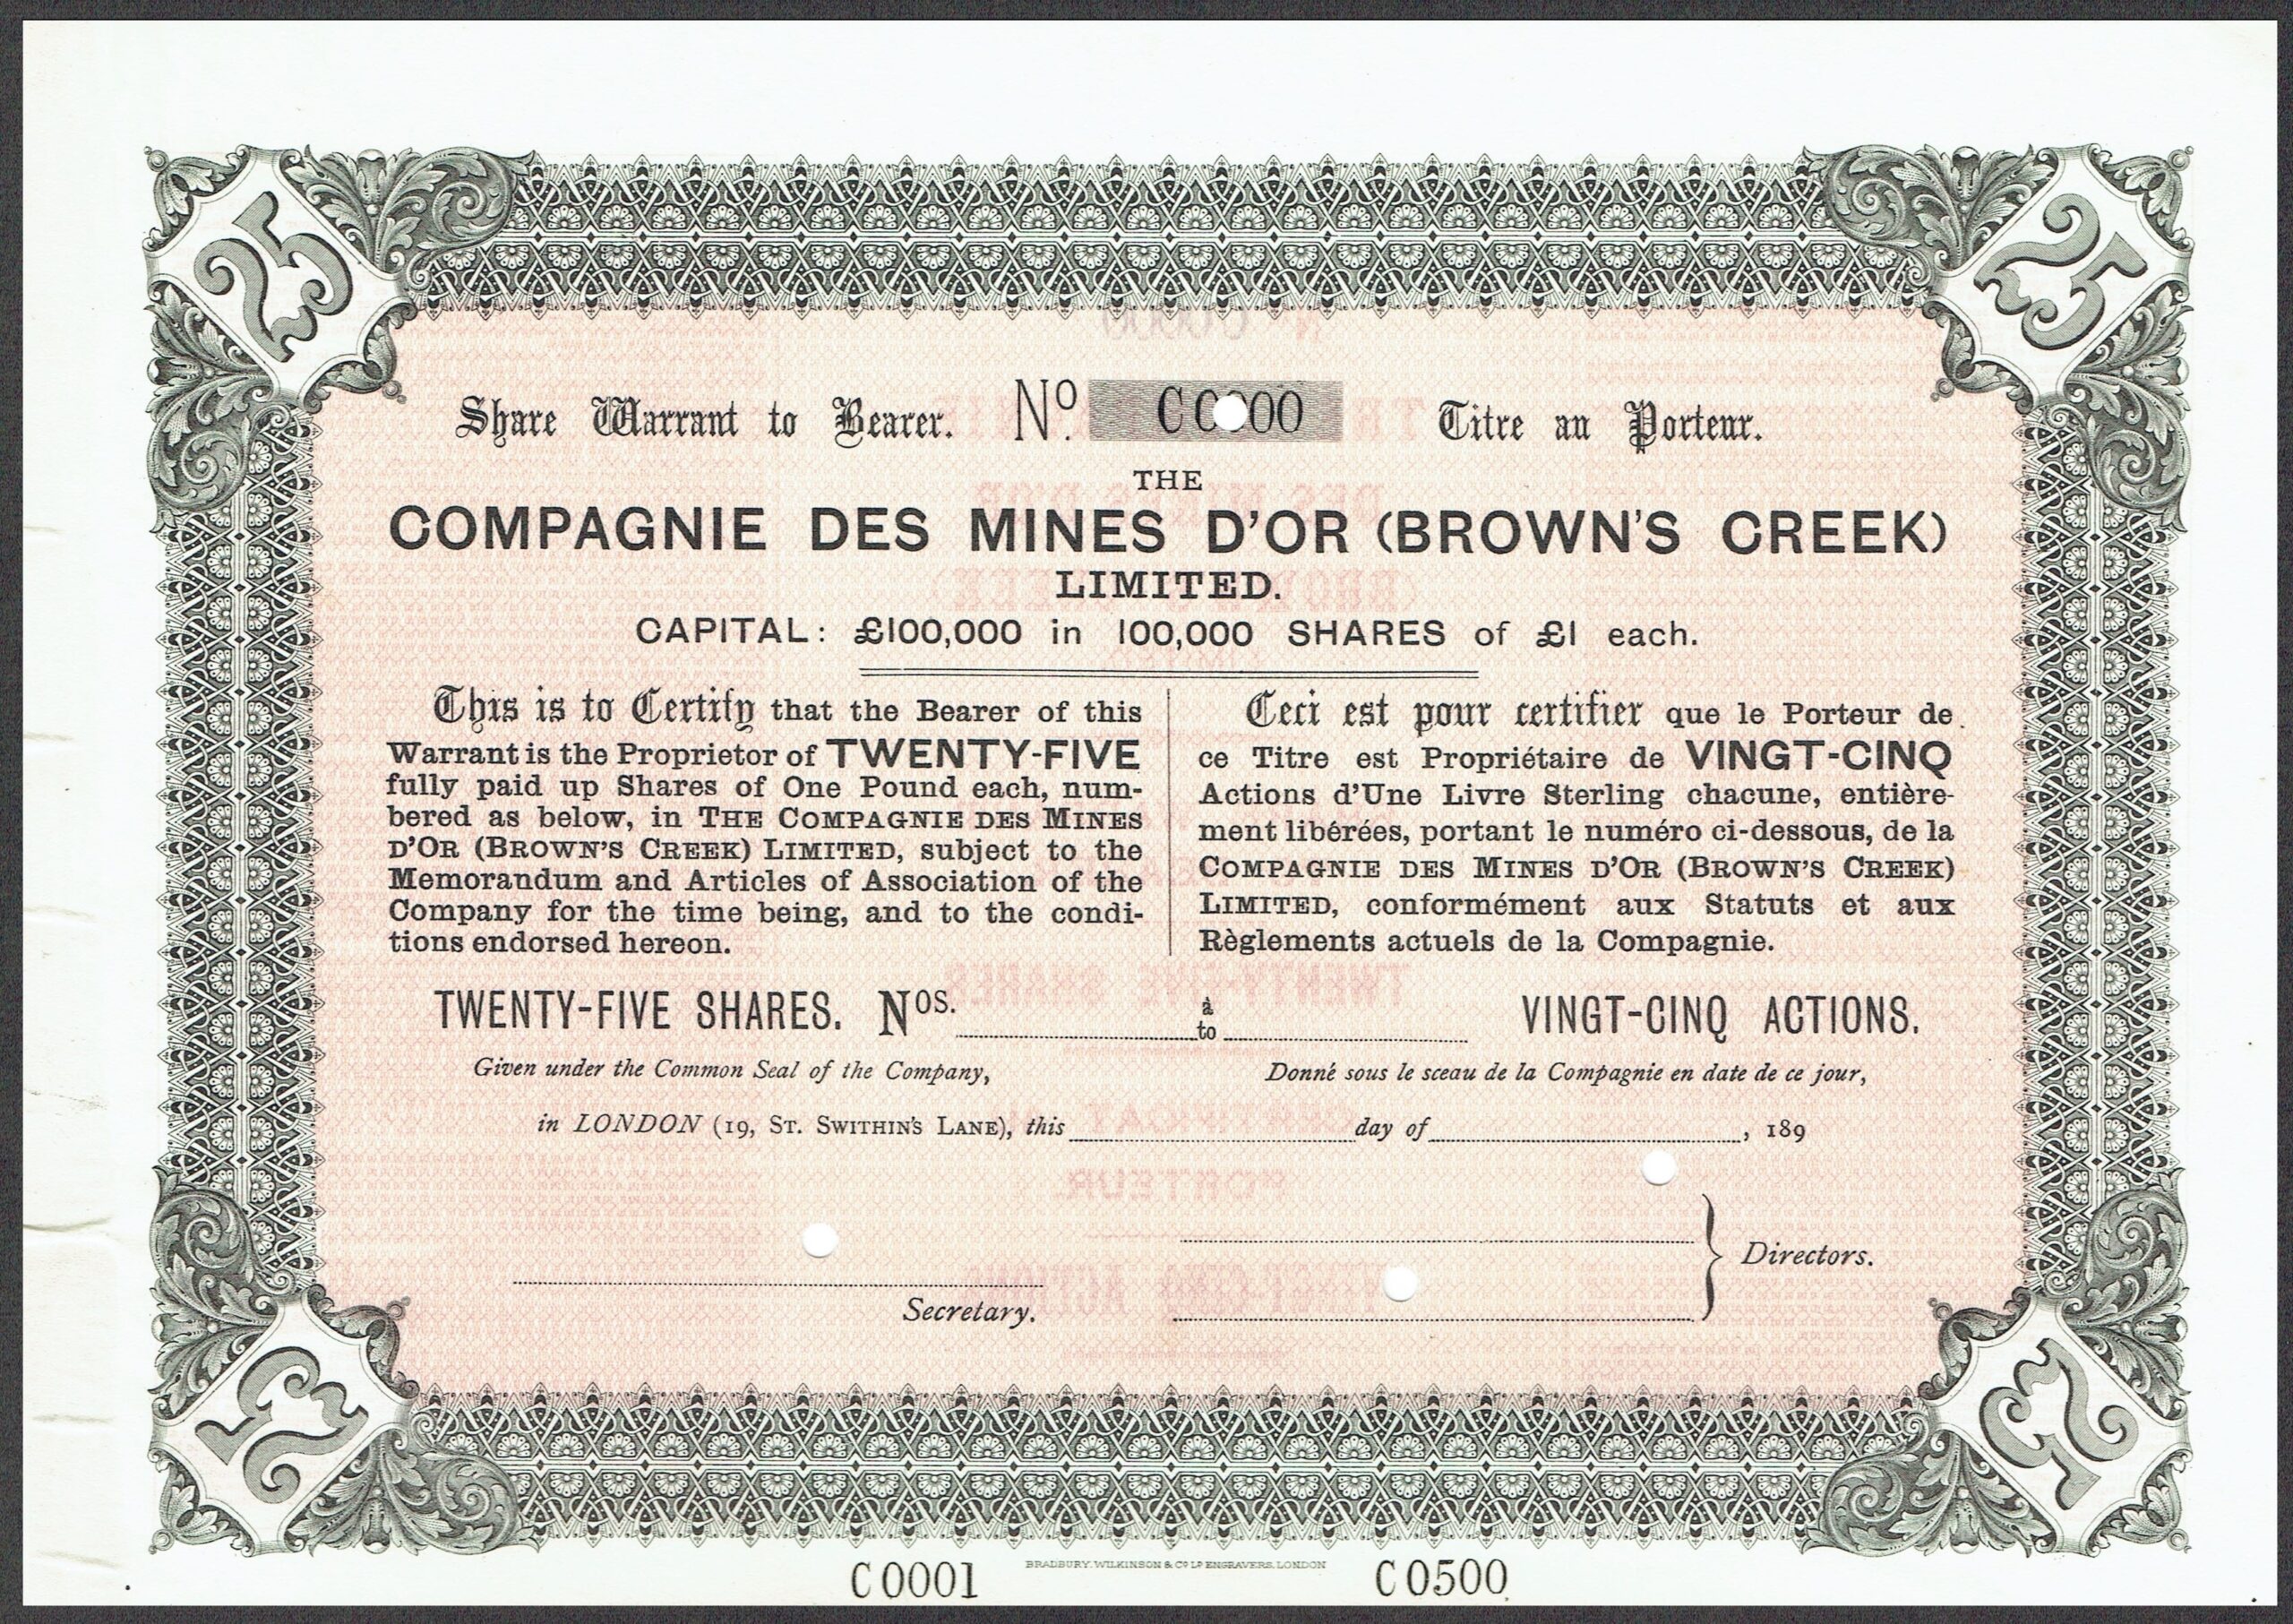 25
25
Share Warrant to Bearer. No. C0000 Titre au Porteur.
THE
COMPAGNIE DES MINES D'OR (BROWN'S CREEK)
LIMITED.
CAPITAL: £100,000 in 100,000 SHARES of £1 each.
This is to Certify that the Bearer of this
Warrant is the Proprietor of TWENTY-FIVE
fully paid up Shares of One Pound each, num-
bered as below, in THE COMPAGNIE DES MINES
D'OR (BROWN'S CREEK) LIMITED, subject to the
Memorandum and Articles of Association of the
Company for the time being, and to the condi-
tions endorsed hereon.
Ceci est pour certifier que le Porteur de
ce Titre est Propriétaire de VINGT-CINQ
Actions d'Une Livre Sterling chacune, entière-
ment libérées, portant le numéro ci-dessous, de la
COMPAGNIE DES MINES D'OR (BROWN'S CREEK)
LIMITED, conformément aux Statuts et aux
Règlements actuels de la Compagnie.
TWENTY-FIVE SHARES. NOS. à to VINGT-CINQ ACTIONS.
Given under the Common Seal of the Company,
Donné sous le sceau de la Compagnie en date de ce jour,
in LONDON (19, ST. SWITHIN'S LANE), this day of , 189
Directors.
Secretary.
25
25
BRADBURY, WILKINSON & Co Ld ENGRAVERS, LONDON
C0001
C0500